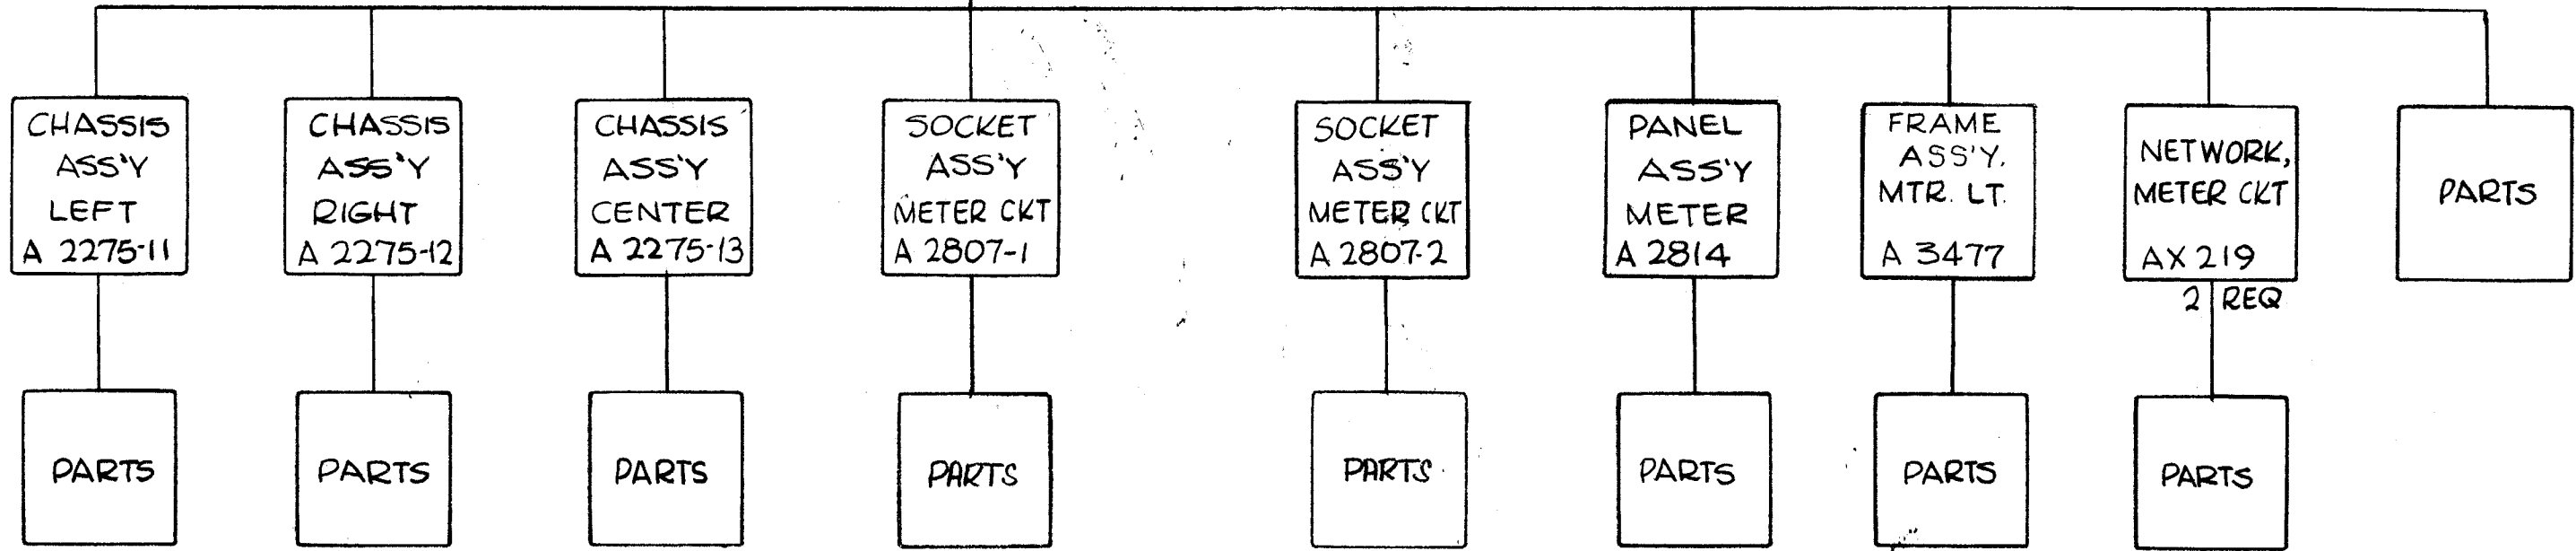 CHASSIS
ASS'Y
LEFT
A 2275-11
CHASSIS
ASS'Y
RIGHT
A 2275-12
CHASSIS
ASS'Y
CENTER
A 2275-13
SOCKET
ASS'Y
METER CKT
A 2807-1
SOCKET
ASS'Y
METER CKT
A 2807-2
PANEL
ASS'Y
METER
A 2814
FRAME
ASS'Y.
MTR. LT.
A 3477
NETWORK,
METER CKT
AX 219
2 REQ
PARTS
PARTS
PARTS
PARTS
PARTS
PARTS
PARTS
PARTS
PARTS